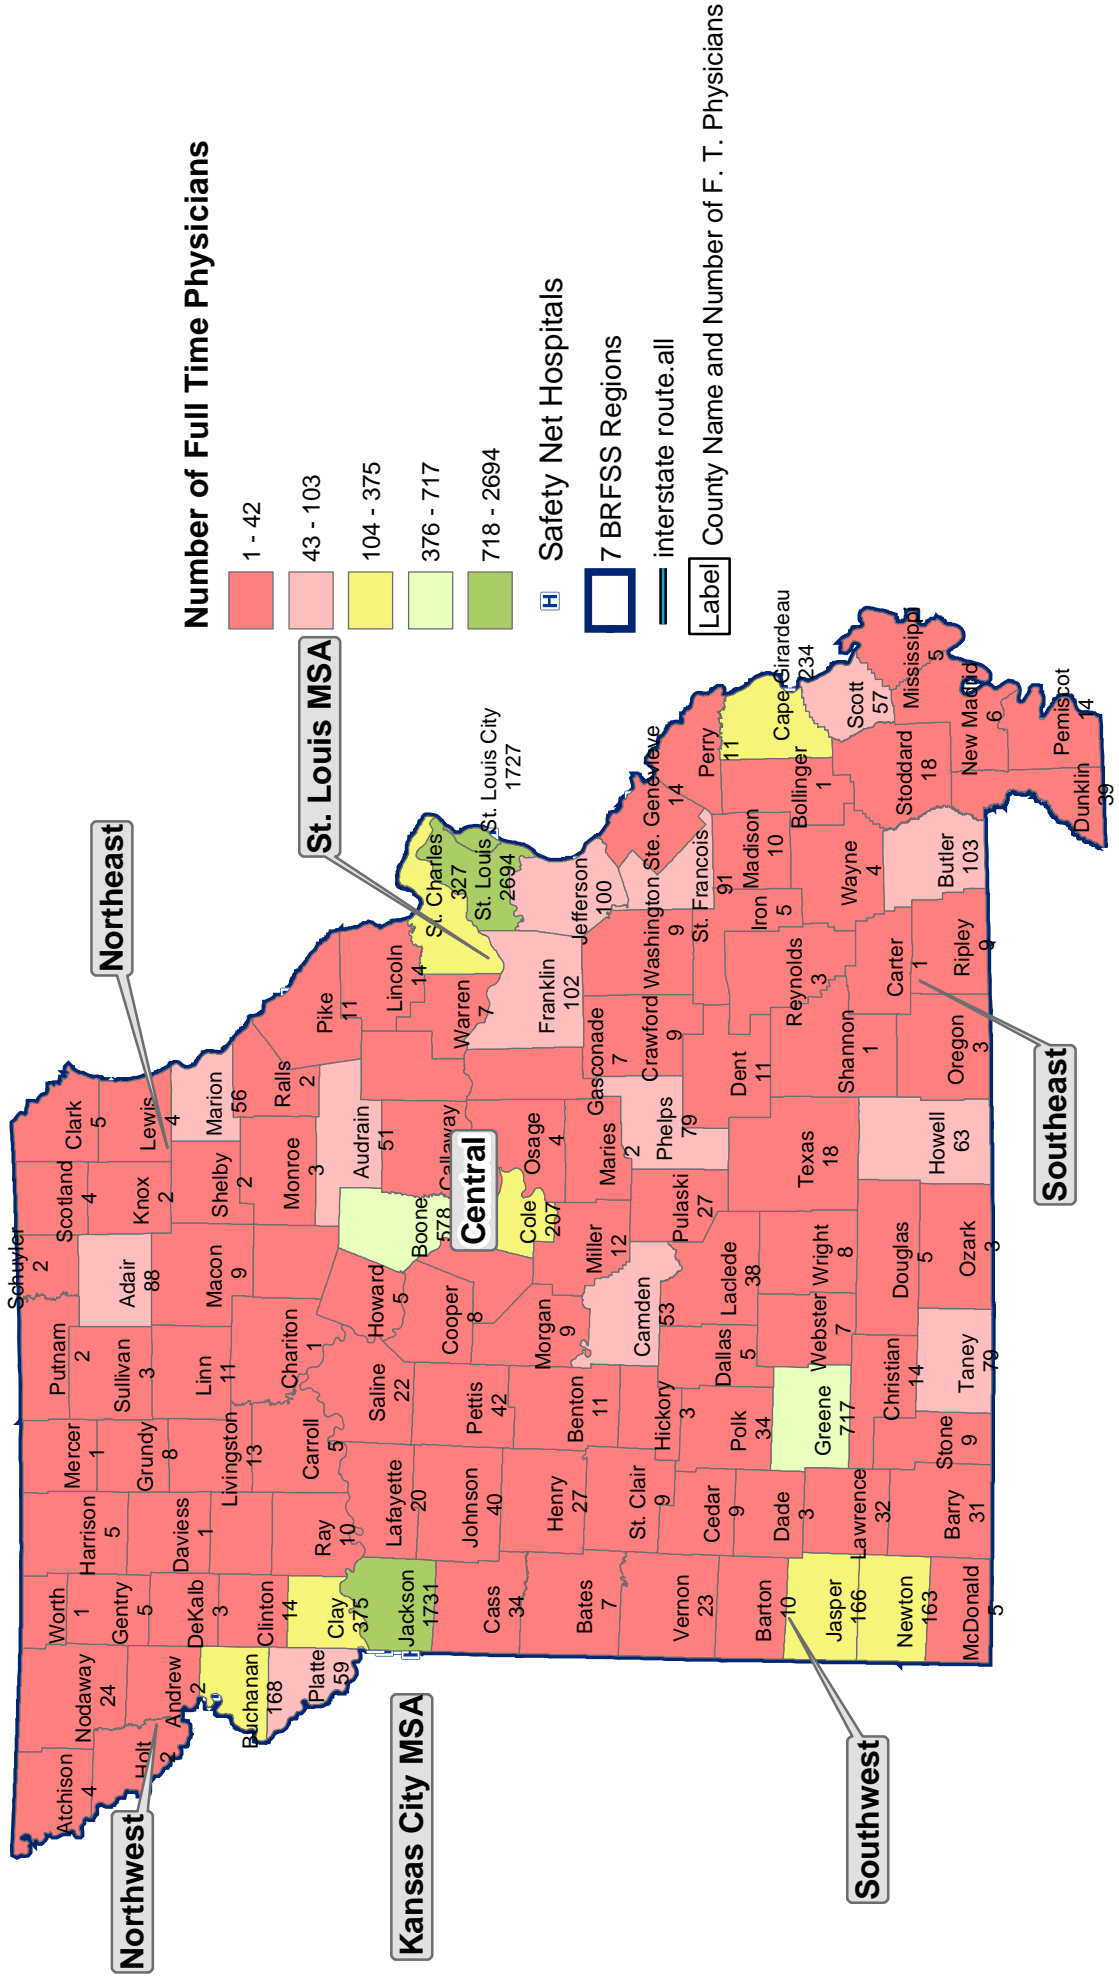 Number of Full Time Physicians
1 - 42
43 - 103
104 - 375
376 - 717
718 - 2694
H Safety Net Hospitals
7 BRFSS Regions
interstate route.all
Label County Name and Number of F. T. Physicians
Northwest
Kansas City MSA
Southwest
Northeast
St. Louis MSA
Central
Southeast
Atchison
4
Nodaway
24
Holt
2
Andrew
2
Buchanan
168
Platte
59
Worth
1
Gentry
5
DeKalb
3
Clinton
14
Clay
375
Jackson
1731
Cass
34
Bates
7
Vernon
23
Barton
10
Jasper
166
Newton
163
McDonald
5
Harrison
5
Daviess
1
Ray
10
Lafayette
20
Johnson
40
Henry
27
St. Clair
9
Cedar
9
Dade
3
Lawrence
32
Barry
31
Mercer
1
Grundy
8
Livingston
13
Carroll
5
Saline
22
Pettis
42
Benton
11
Hickory
3
Polk
34
Greene
717
Christian
14
Stone
9
Taney
79
Putnam
2
Sullivan
3
Linn
11
Chariton
1
Howard
5
Cooper
8
Morgan
9
Camden
53
Dallas
5
Laclede
38
Webster
7
Wright
8
Douglas
5
Ozark
3
Schuyler
2
Adair
88
Macon
9
Boone
578
Cole
207
Miller
12
Pulaski
27
Texas
18
Howell
63
Scotland
4
Knox
2
Shelby
2
Monroe
3
Audrain
51
Callaway
Osage
4
Maries
2
Phelps
79
Clark
5
Lewis
4
Marion
56
Ralls
2
Pike
11
Lincoln
14
Warren
7
St. Charles
327
St. Louis
2694
St. Louis City
1727
Franklin
102
Jefferson
100
Gasconade
7
Crawford
9
Washington
9
Ste. Genevieve
14
St. Francois
91
Perry
11
Dent
11
Iron
5
Madison
10
Bollinger
1
Cape Girardeau
234
Shannon
1
Reynolds
3
Wayne
4
Scott
57
Stoddard
18
Mississippi
5
New Madrid
6
Pemiscot
14
Dunkin
39
Butler
103
Carter
1
Ripley
9
Oregon
3